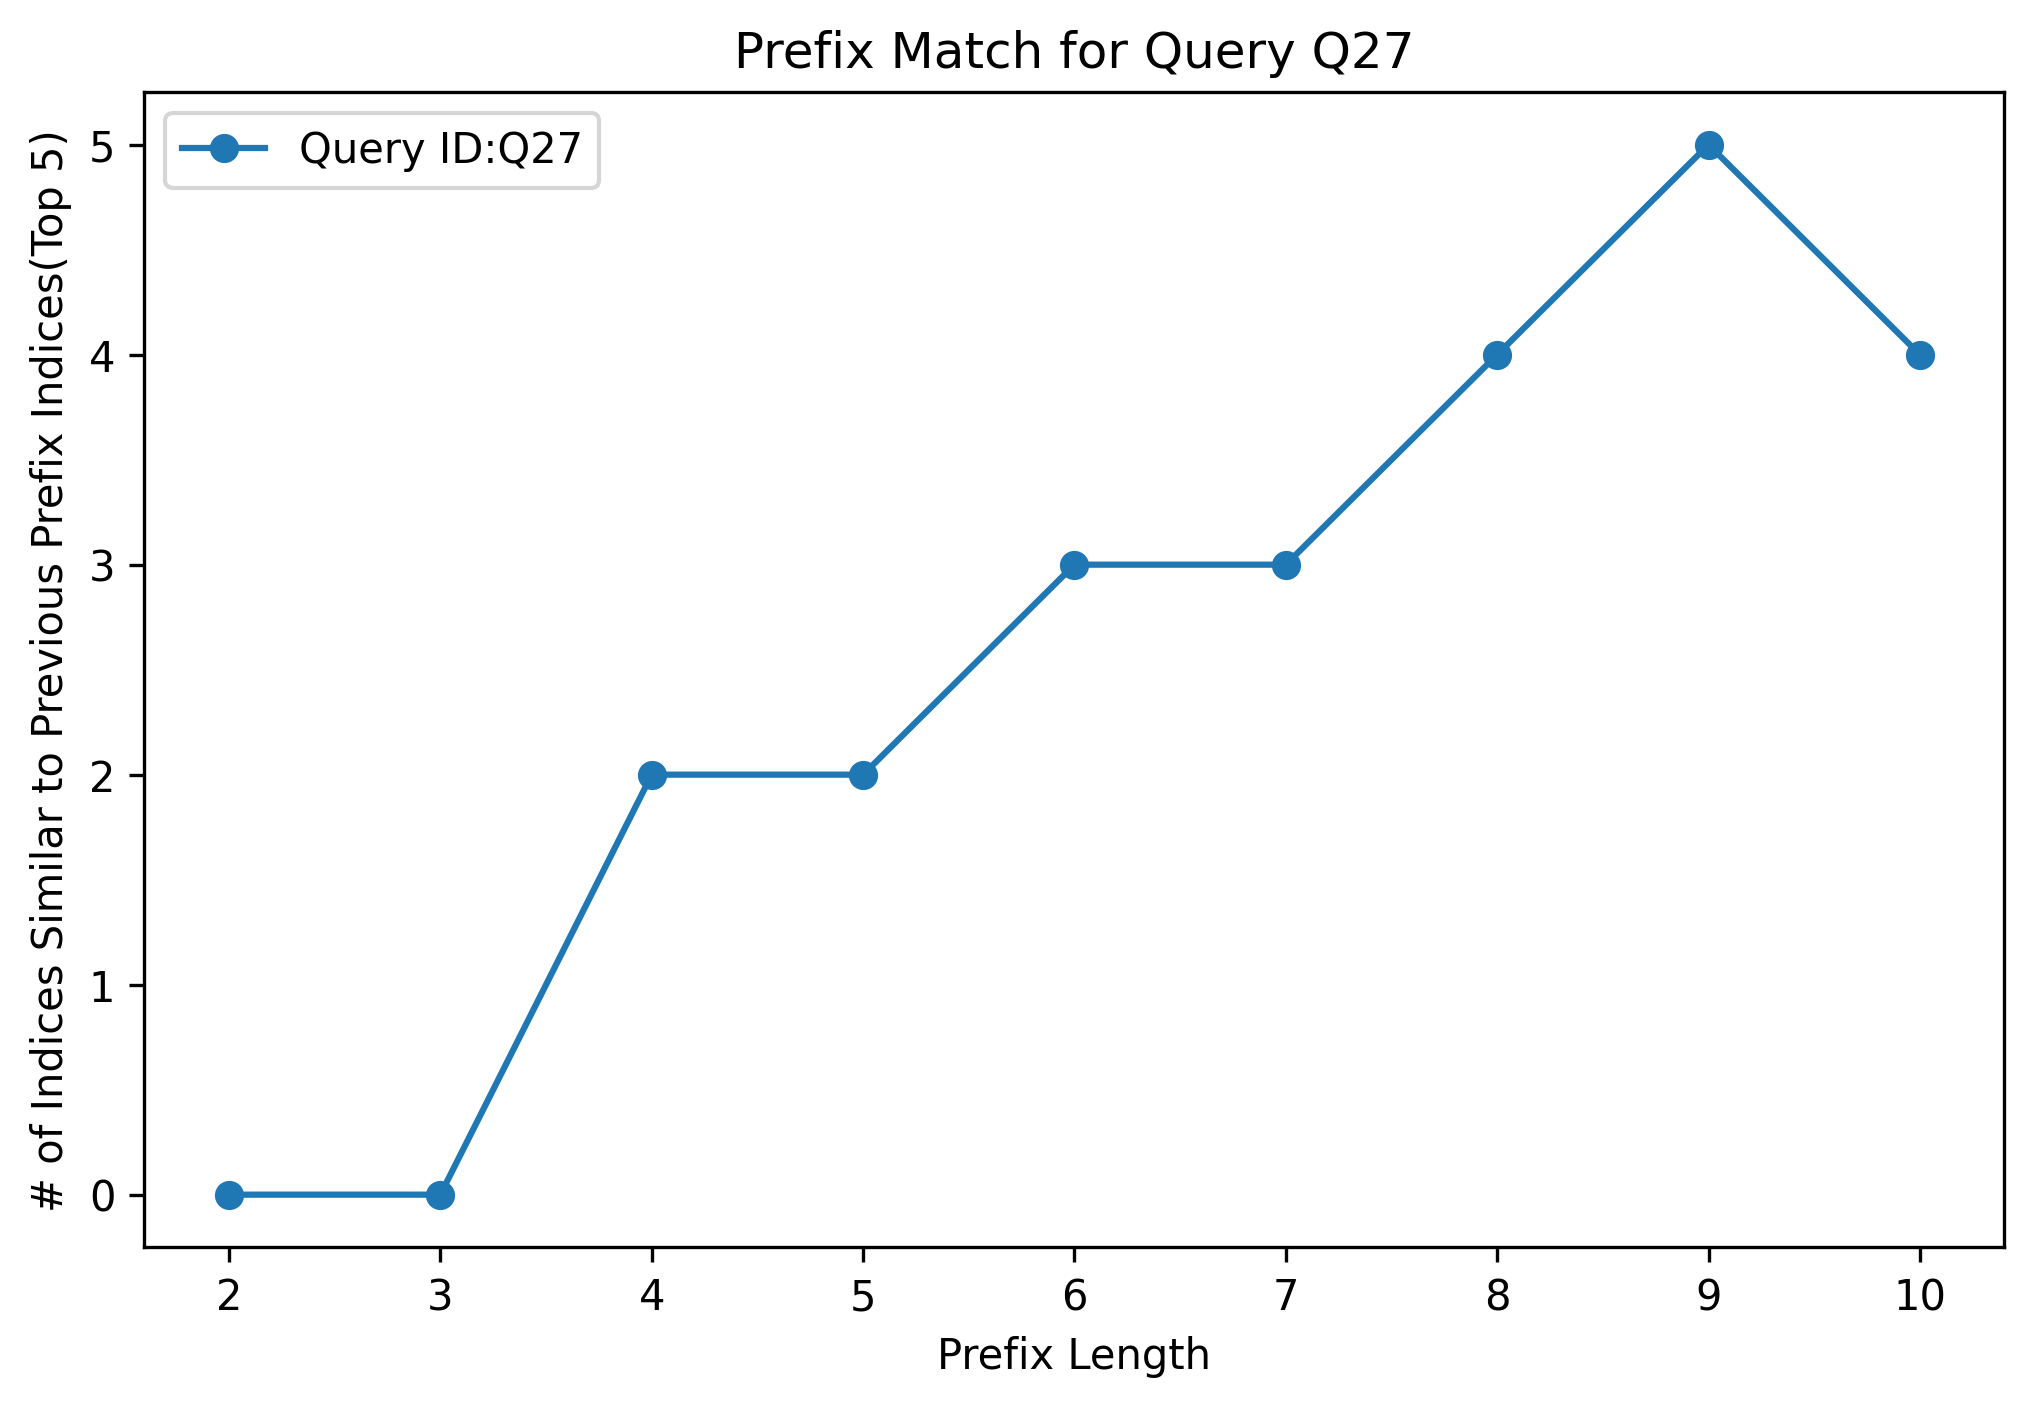 Prefix Match for Query Q27
Query ID:Q27
# of Indices Similar to Previous Prefix Indices(Top 5)
5
4
3
2
1
0
2 3 4 5 6 7 8 9 10
Prefix Length